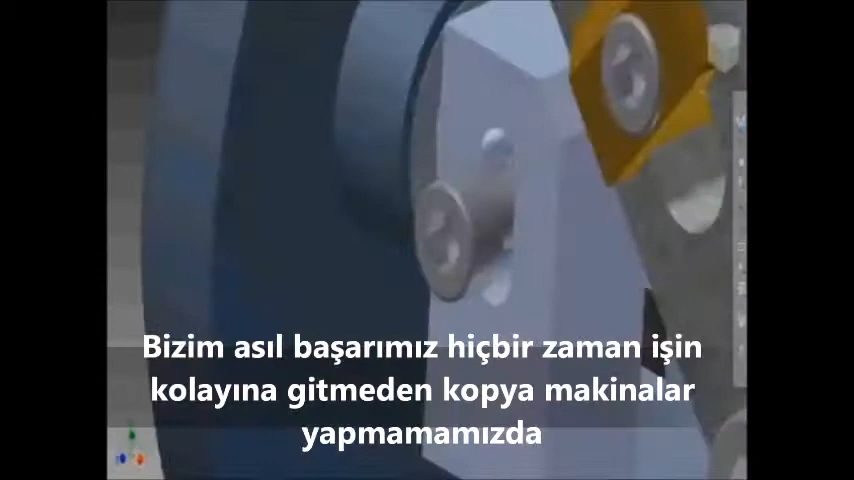 Bizim asıl başarımız hiçbir zaman işin
kolayına gitmeden kopya makinalar
yapmamamızda